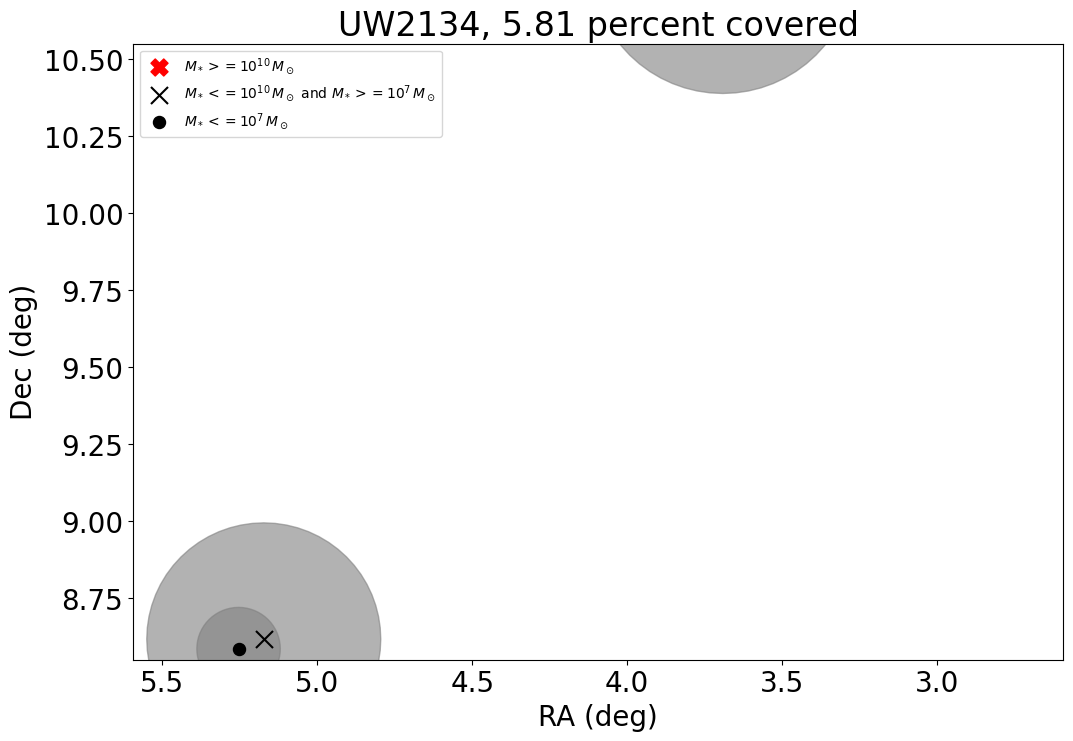 UW2134, 5.81 percent covered
M* >= 10^10 M⊙
M* <= 10^10 M⊙ and M* >= 10^7 M⊙
M* <= 10^7 M⊙
10.50
10.25
10.00
9.75
9.50
9.25
9.00
8.75
Dec (deg)
5.5 5.0 4.5 4.0 3.5 3.0
RA (deg)